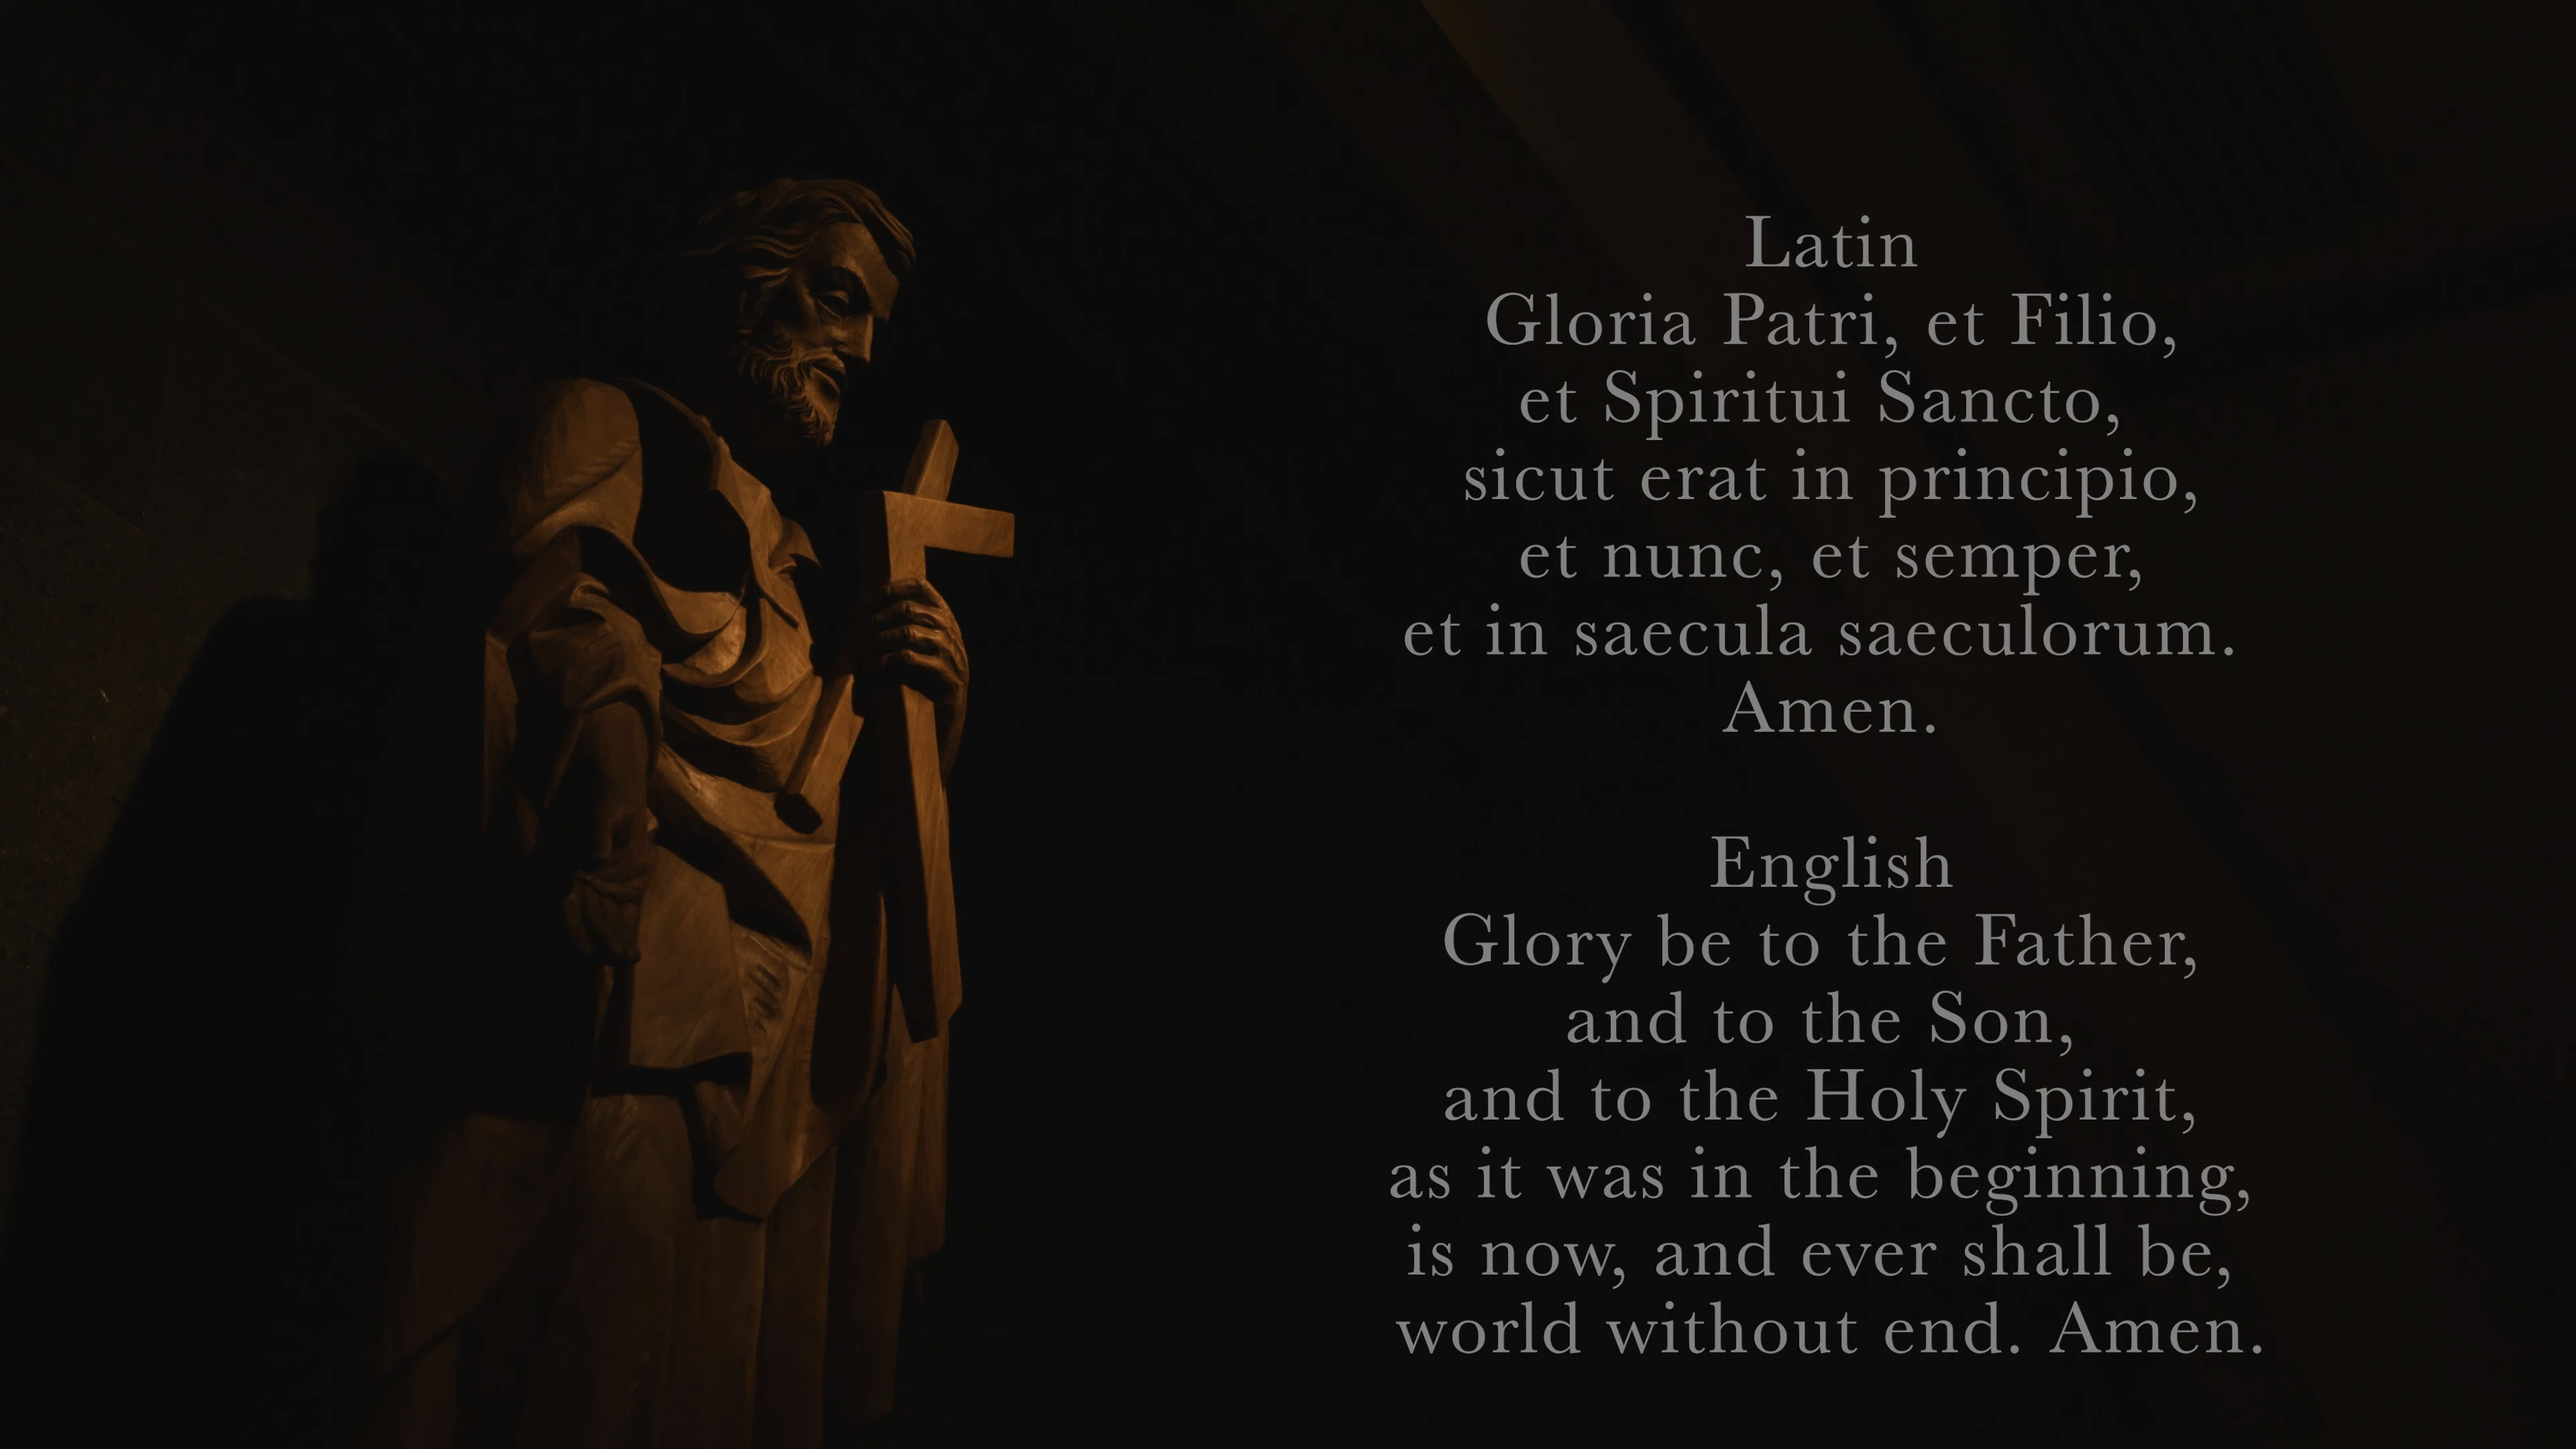 Latin
Gloria Patri, et Filio,
et Spiritui Sancto,
sicut erat in principio,
et nunc, et semper,
et in saecula saeculorum.
Amen.
English
Glory be to the Father,
and to the Son,
and to the Holy Spirit,
as it was in the beginning,
is now, and ever shall be,
world without end. Amen.